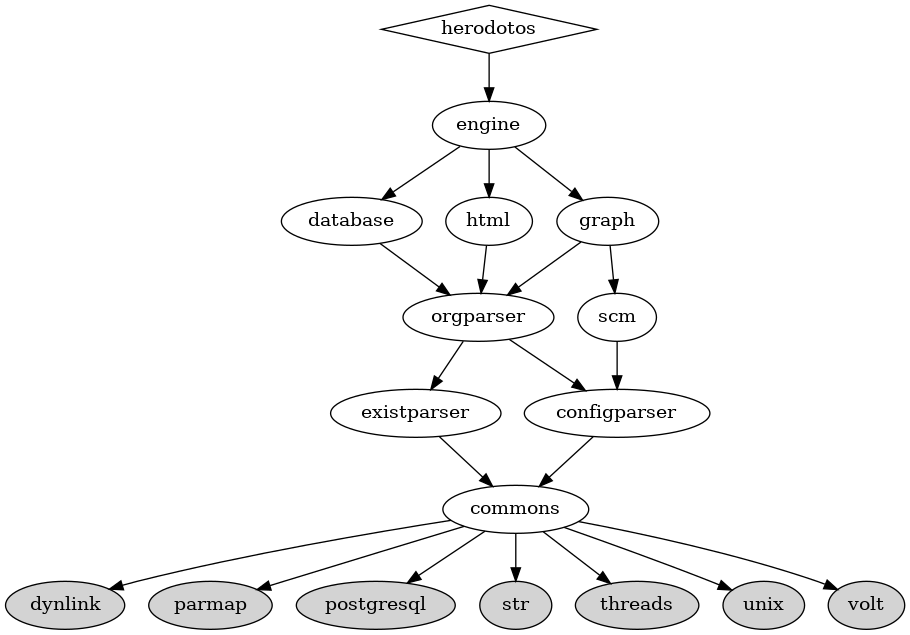 herodotos
engine
database
html
graph
orgparser
scm
existparser
configparser
commons
dynlink
parmap
postgresql
str
threads
unix
volt